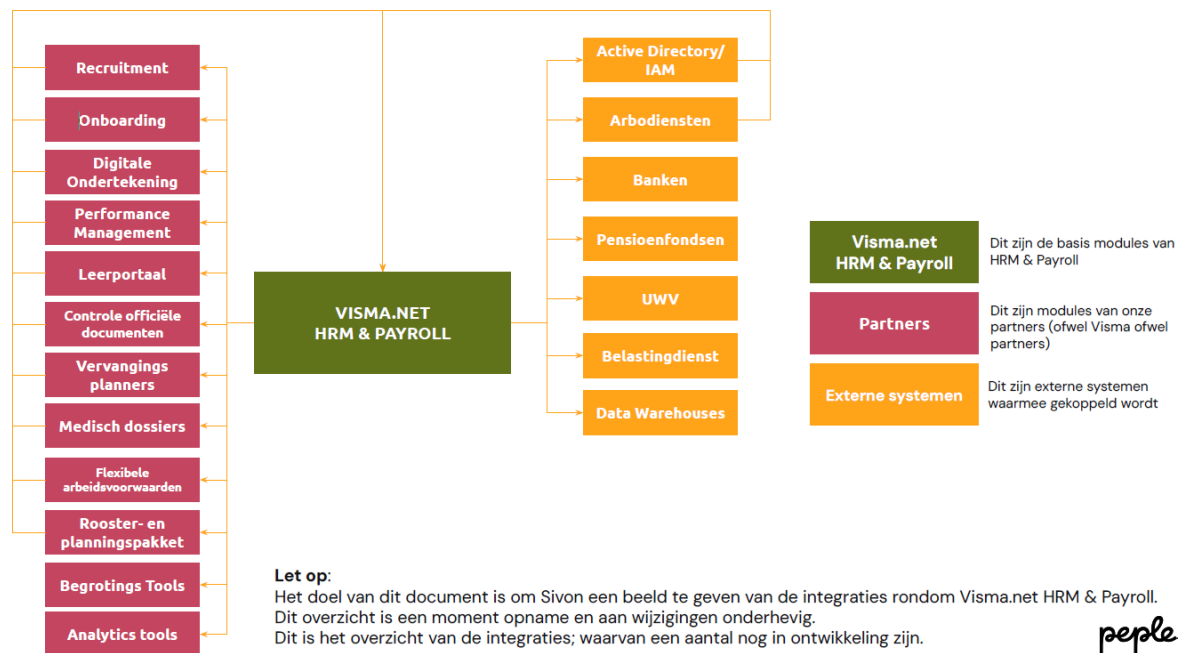 Recruitment
Onboarding
Digitale
Ondertekening
Performance
Management
Leerportaal
Controle officiële
documenten
Vervangings
planners
Medisch dossiers
Flexibele
arbeidsvoorwaarden
Rooster- en
planningspakket
Begrotings Tools
Analytics tools
VISMA.NET
HRM & PAYROLL
Active Directory/
IAM
Arbodiensten
Banken
Pensioenfondsen
UWV
Belastingdienst
Data Warehouses
Visma.net
HRM & Payroll
Dit zijn de basis modules van
HRM & Payroll
Partners
Dit zijn modules van onze
partners (ofwel Visma ofwel
partners)
Externe systemen
Dit zijn externe systemen
waarmee gekoppeld wordt
Let op:
Het doel van dit document is om Sivon een beeld te geven van de integraties rondom Visma.net HRM & Payroll.
Dit overzicht is een moment opname en aan wijzigingen onderhevig.
Dit is het overzicht van de integraties; waarvan een aantal nog in ontwikkeling zijn.
peple